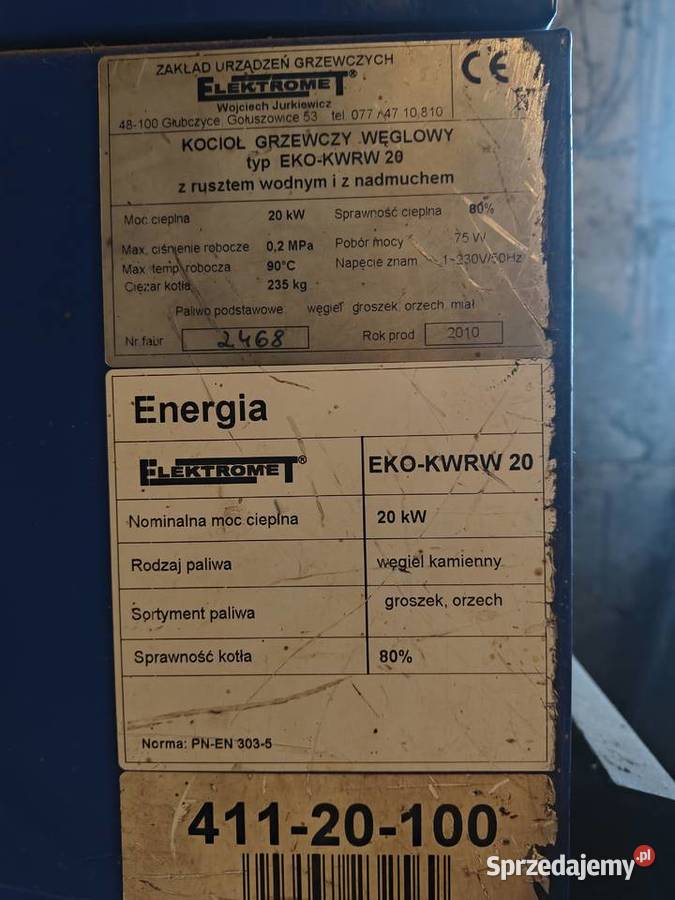 ZAKŁAD URZĄDZEŃ GRZEWCZYCH
ELEKTROMET®
CE
Wojciech Jurkiewicz
48-100 Głubczyce, Gołuszowice 53 tel. 077 / 47 10 810
KOCIOŁ GRZEWCZY WĘGLOWY
typ EKO-KWRW 20
z rusztem wodnym i z nadmuchem
Moc cieplna 20 kW Sprawność cieplna 80%
Max. ciśnienie robocze 0,2 MPa Pobór mocy 75 W
Max. temp. robocza 90°C Napięcie znam. 1~230V/50Hz
Ciężar kotła 235 kg
Paliwo podstawowe węgiel groszek, orzech, miał
Nr fabr 2468 Rok prod 2010
Energia
ELEKTROMET® EKO-KWRW 20
Nominalna moc cieplna 20 kW
Rodzaj paliwa węgiel kamienny
Sortyment paliwa groszek, orzech
Sprawność kotła 80%
Norma: PN-EN 303-5
411-20-100
Sprzedajemy.pl